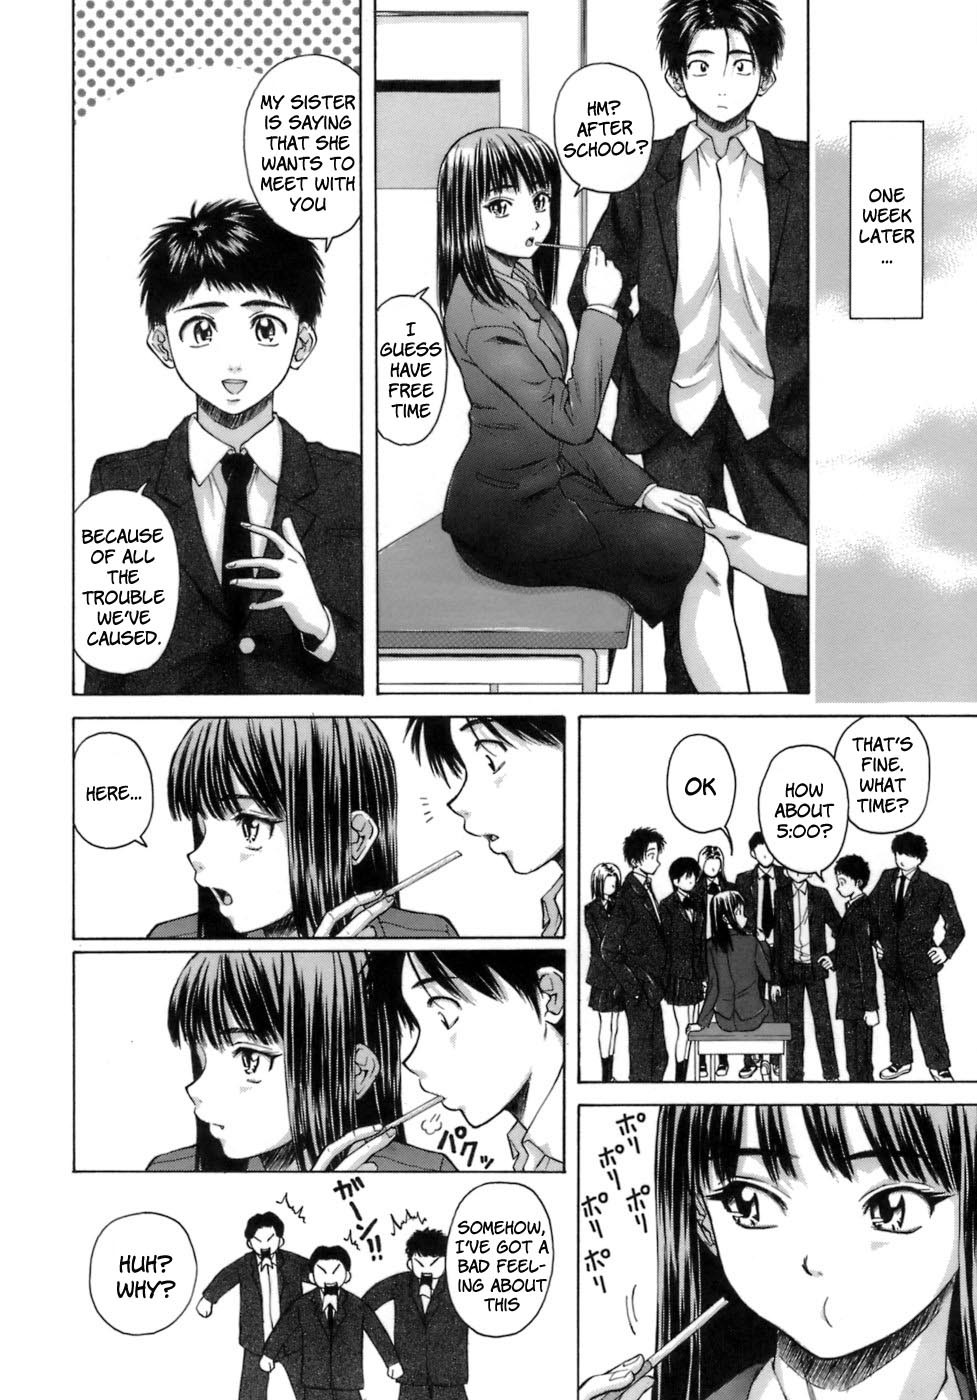 ONE
WEEK
LATER
...
HM?
AFTER
SCHOOL?
I
GUESS
HAVE
FREE
TIME
MY SISTER
IS SAYING
THAT SHE
WANTS TO
MEET WITH
YOU
BECAUSE
OF ALL
THE
TROUBLE
WE'VE
CAUSED.
THAT'S
FINE.
WHAT
TIME?
HOW
ABOUT
5:00?
OK
HERE...
パクッ
ポリ
ポリ
ポリ
ポリ
SOMEHOW,
I'VE GOT A
BAD FEEL-
ING ABOUT
THIS
ガーン!!
HUH?
WHY?